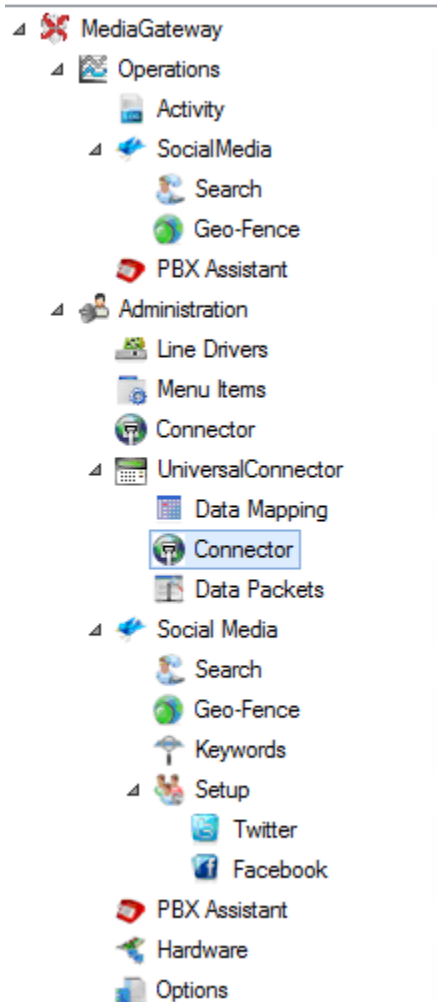 MediaGateway
Operations
Activity
SocialMedia
Search
Geo-Fence
PBX Assistant
Administration
Line Drivers
Menu Items
Connector
UniversalConnector
Data Mapping
Connector
Data Packets
Social Media
Search
Geo-Fence
Keywords
Setup
Twitter
Facebook
PBX Assistant
Hardware
Options